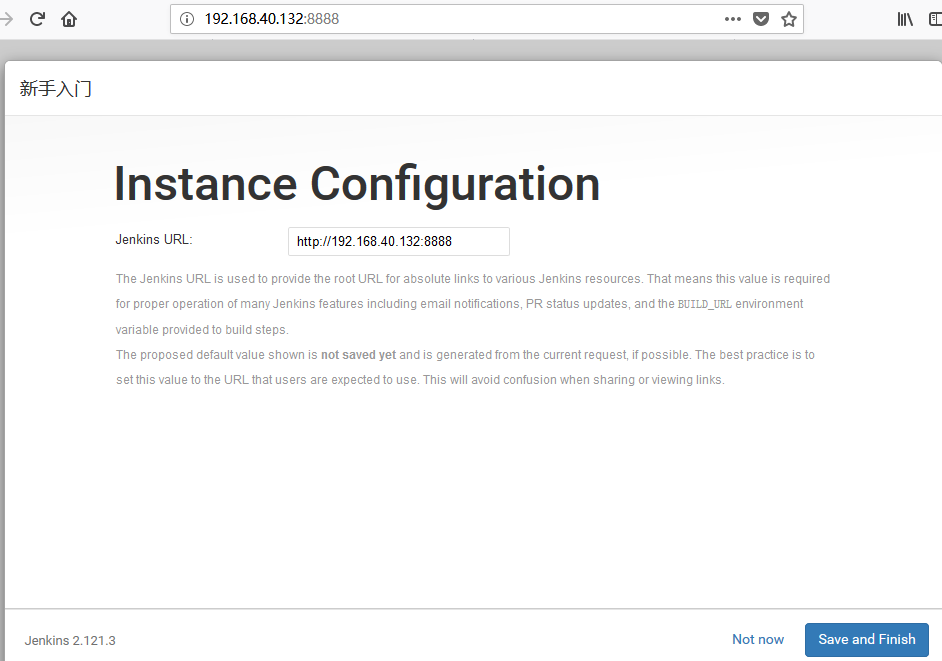 192.168.40.132:8888
新手入门
Instance Configuration
Jenkins URL:
http://192.168.40.132:8888
The Jenkins URL is used to provide the root URL for absolute links to various Jenkins resources. That means this value is required
for proper operation of many Jenkins features including email notifications, PR status updates, and the BUILD_URL environment
variable provided to build steps.
The proposed default value shown is not saved yet and is generated from the current request, if possible. The best practice is to
set this value to the URL that users are expected to use. This will avoid confusion when sharing or viewing links.
Jenkins 2.121.3
Not now
Save and Finish